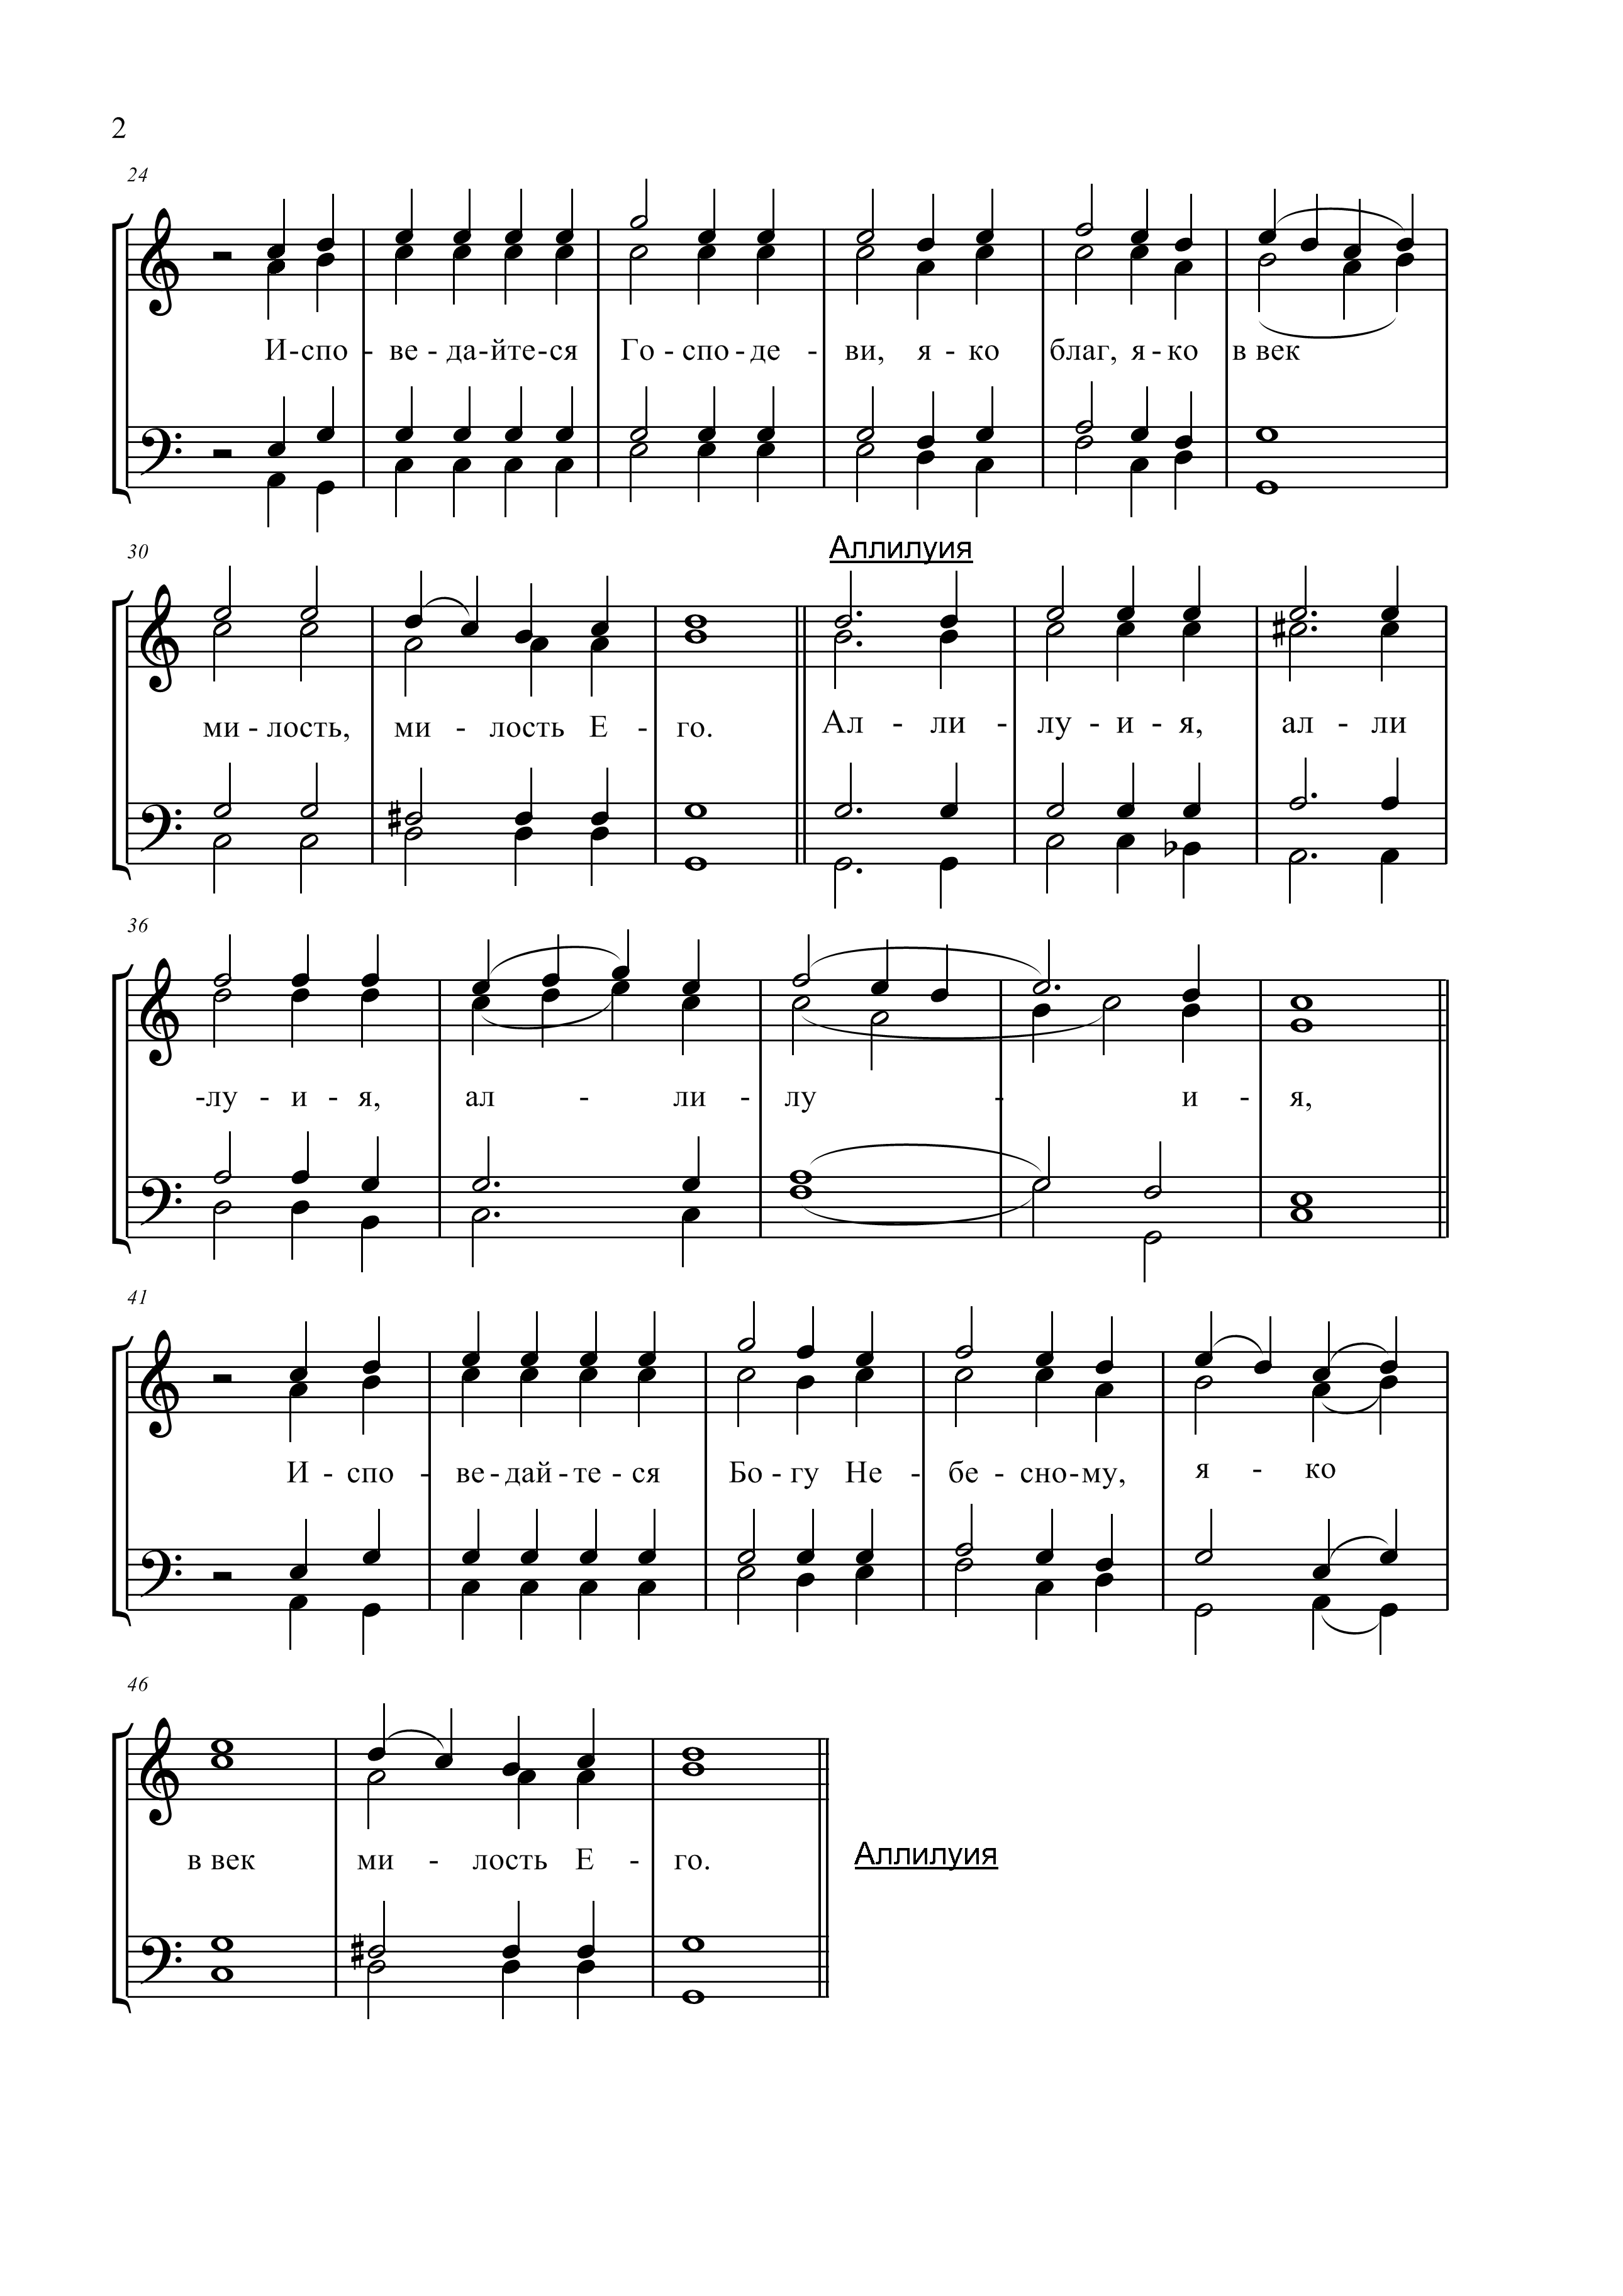 2
24
И-спо - ве - да-йте-ся Го - спо - де - ви, я - ко благ, я - ко в век
30
Аллилуия
ми - лость, ми - лость Е - го. Ал - ли - лу - и - я, ал - ли
36
-лу - и - я, ал - ли - лу - и - я,
41
И - спо - ве - дай - те - ся Бо - гу Не - бе - сно - му, я - ко
46
в век ми - лость Е - го. Аллилуия